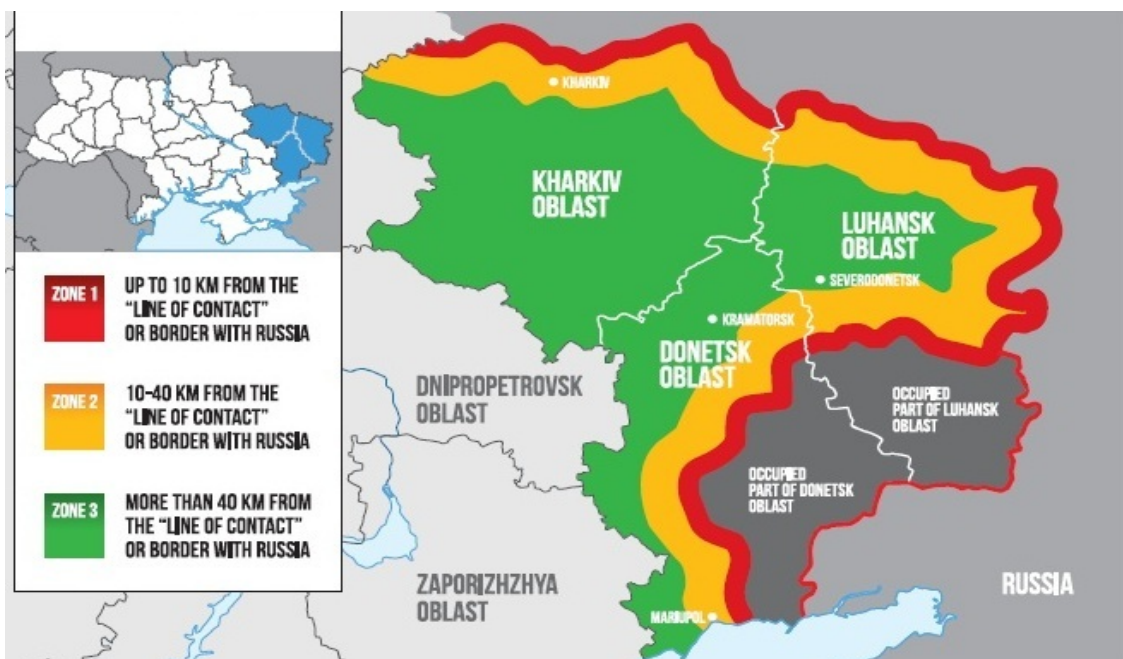 ZONE 1
UP TO 10 KM FROM THE
“LINE OF CONTACT”
OR BORDER WITH RUSSIA
ZONE 2
10-40 KM FROM THE
“LINE OF CONTACT”
OR BORDER WITH RUSSIA
ZONE 3
MORE THAN 40 KM FROM
THE “LINE OF CONTACT”
OR BORDER WITH RUSSIA
KHARKIV
KHARKIV
OBLAST
LUHANSK
OBLAST
SEVERODONETSK
KRAMATORSK
DONETSK
OBLAST
DNIPROPETROVSK
OBLAST
OCCUPIED
PART OF LUHANSK
OBLAST
OCCUPIED
PART OF DONETSK
OBLAST
ZAPORIZHZHYA
OBLAST
RUSSIA
MARIUPOL